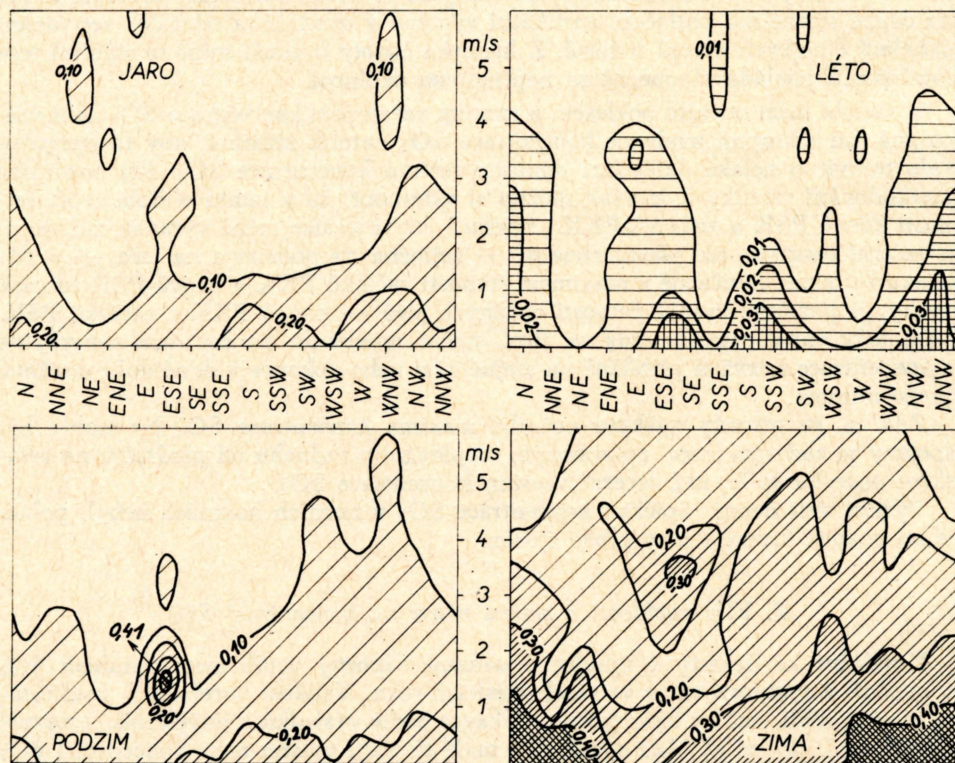 0,10
JARO
0,10
0,10
0,20
0,20
m/s
5
4
3
2
1
0,01
LÉTO
0,01
0,02
0,02
0,03
0,03
N
NNE
NE
ENE
E
ESE
SE
SSE
S
SSW
SW
WSW
W
WNW
NW
NNW
N
NNE
NE
ENE
E
ESE
SE
SSE
S
SSW
SW
WSW
W
WNW
NW
NNW
0,41
0,10
0,20
0,20
PODZIM
m/s
5
4
3
2
1
0,20
0,30
0,30
0,20
0,30
0,40
0,40
ZIMA